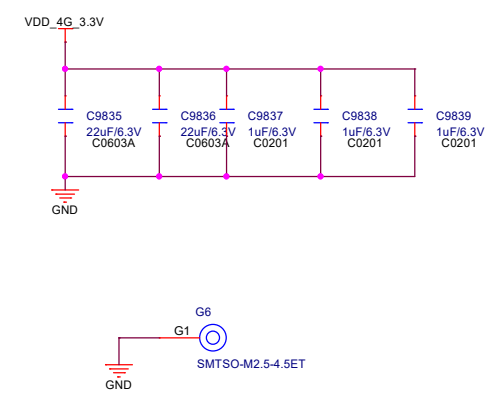 VDD_4G_3.3V
C9835
22uF/6.3V
C0603A
C9836
22uF/6.3V
C0603A
C9837
1uF/6.3V
C0201
C9838
1uF/6.3V
C0201
C9839
1uF/6.3V
C0201
GND
G6
G1
SMTSO-M2.5-4.5ET
GND